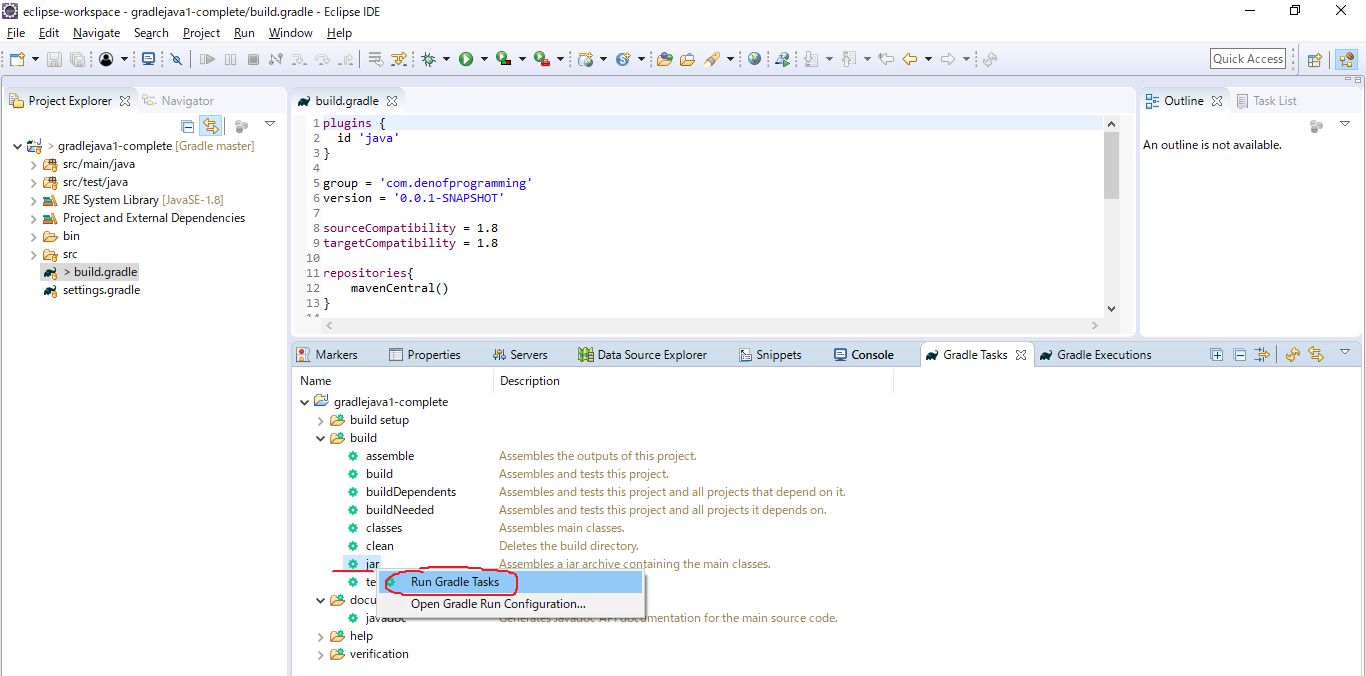 eclipse-workspace - gradlejava1-complete/build.gradle - Eclipse IDE
File Edit Navigate Search Project Run Window Help
Quick Access
Project Explorer Navigator
> gradlejava1-complete [Gradle master]
src/main/java
src/test/java
JRE System Library [JavaSE-1.8]
Project and External Dependencies
bin
src
> build.gradle
settings.gradle
build.gradle
1 plugins {
2 id 'java'
3 }
4
5 group = 'com.denofprogramming'
6 version = '0.0.1-SNAPSHOT'
7
8 sourceCompatibility = 1.8
9 targetCompatibility = 1.8
10
11 repositories{
12 mavenCentral()
13 }
Outline Task List
An outline is not available.
Markers Properties Servers Data Source Explorer Snippets Console Gradle Tasks Gradle Executions
Name Description
gradlejava1-complete
build setup
build
assemble Assembles the outputs of this project.
build Assembles and tests this project.
buildDependents Assembles and tests this project and all projects that depend on it.
buildNeeded Assembles and tests this project and all projects it depends on.
classes Assembles main classes.
clean Deletes the build directory.
jar Assembles a jar archive containing the main classes.
te
Run Gradle Tasks
docu
Open Gradle Run Configuration...
javadoc Generates Javadoc API documentation for the main source code.
help
verification